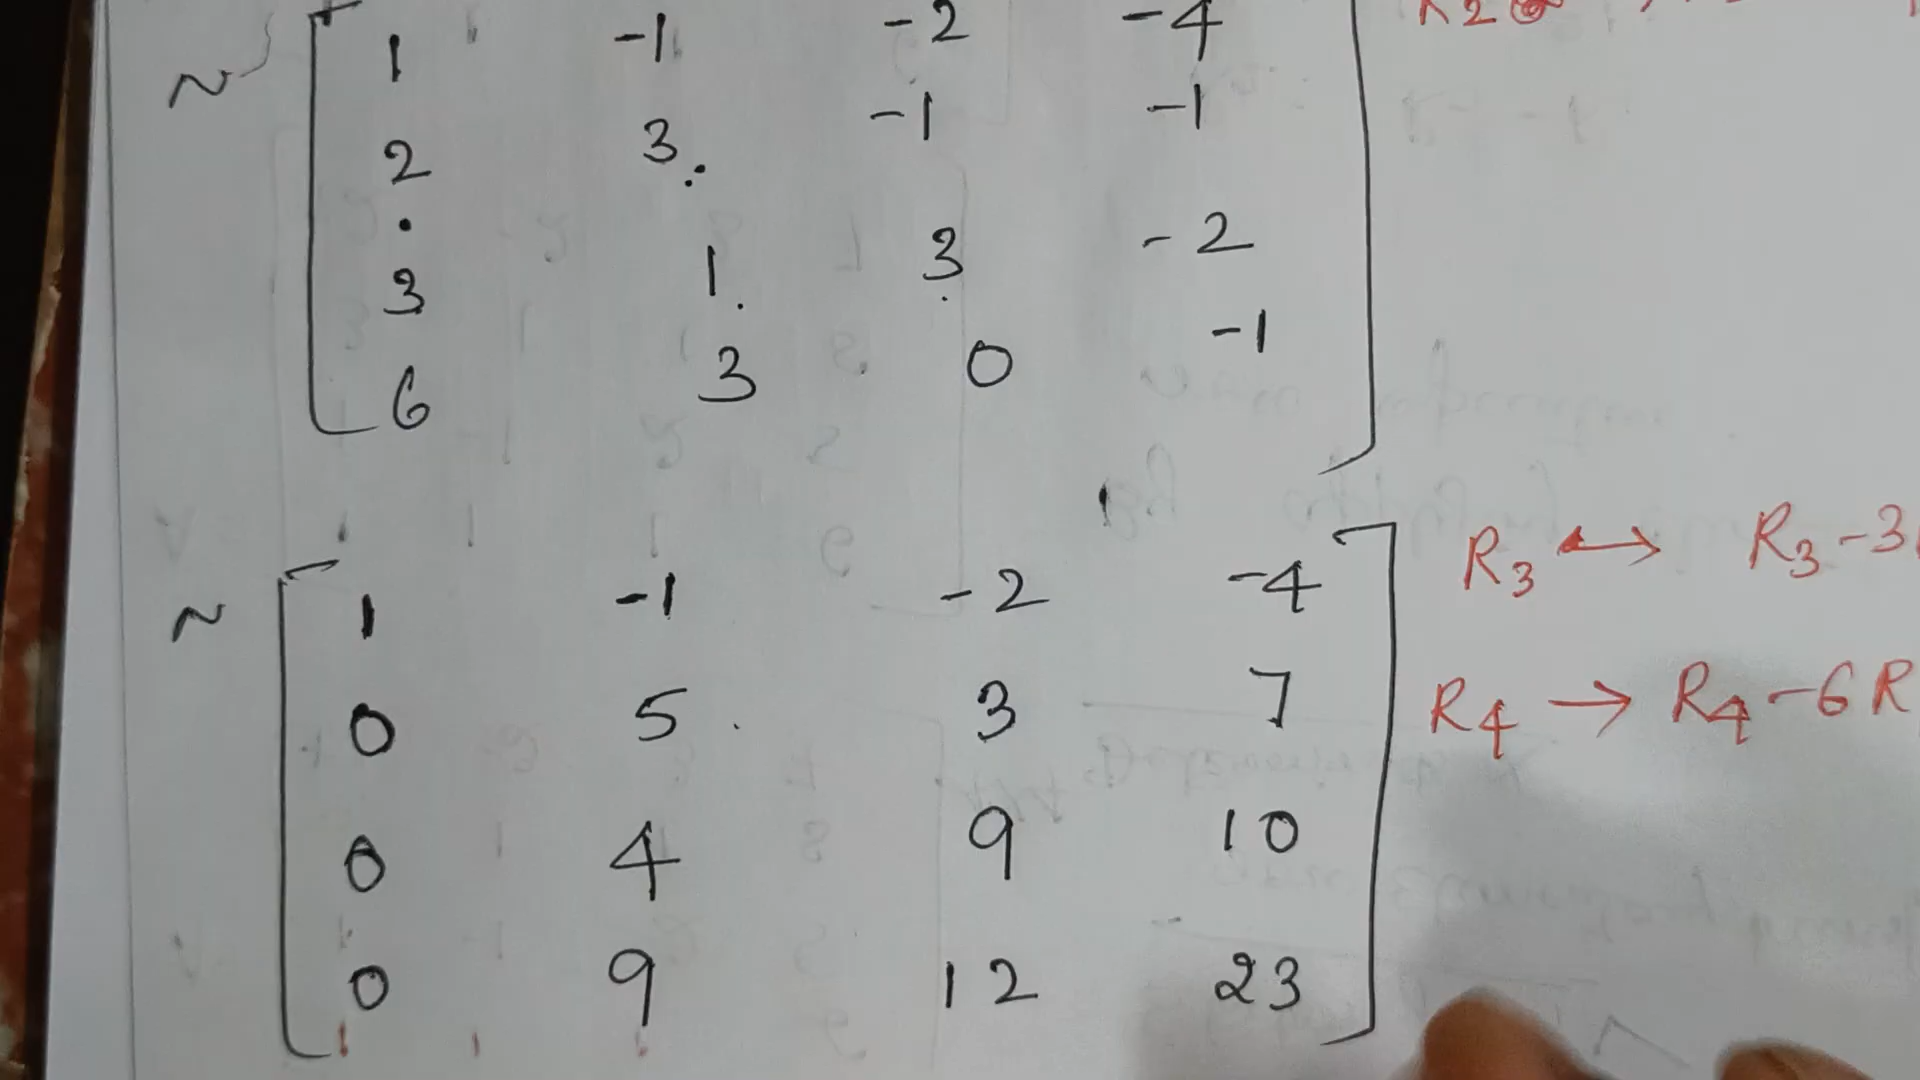 ~ 1 -1 -2 -4
2 3 -1 -1
3 1 3 -2
6 3 0 -1
~ 1 -1 -2 -4 R3 ↔ R3-3
0 5 3 7 R4 → R4-6R
0 4 9 10
0 9 12 23